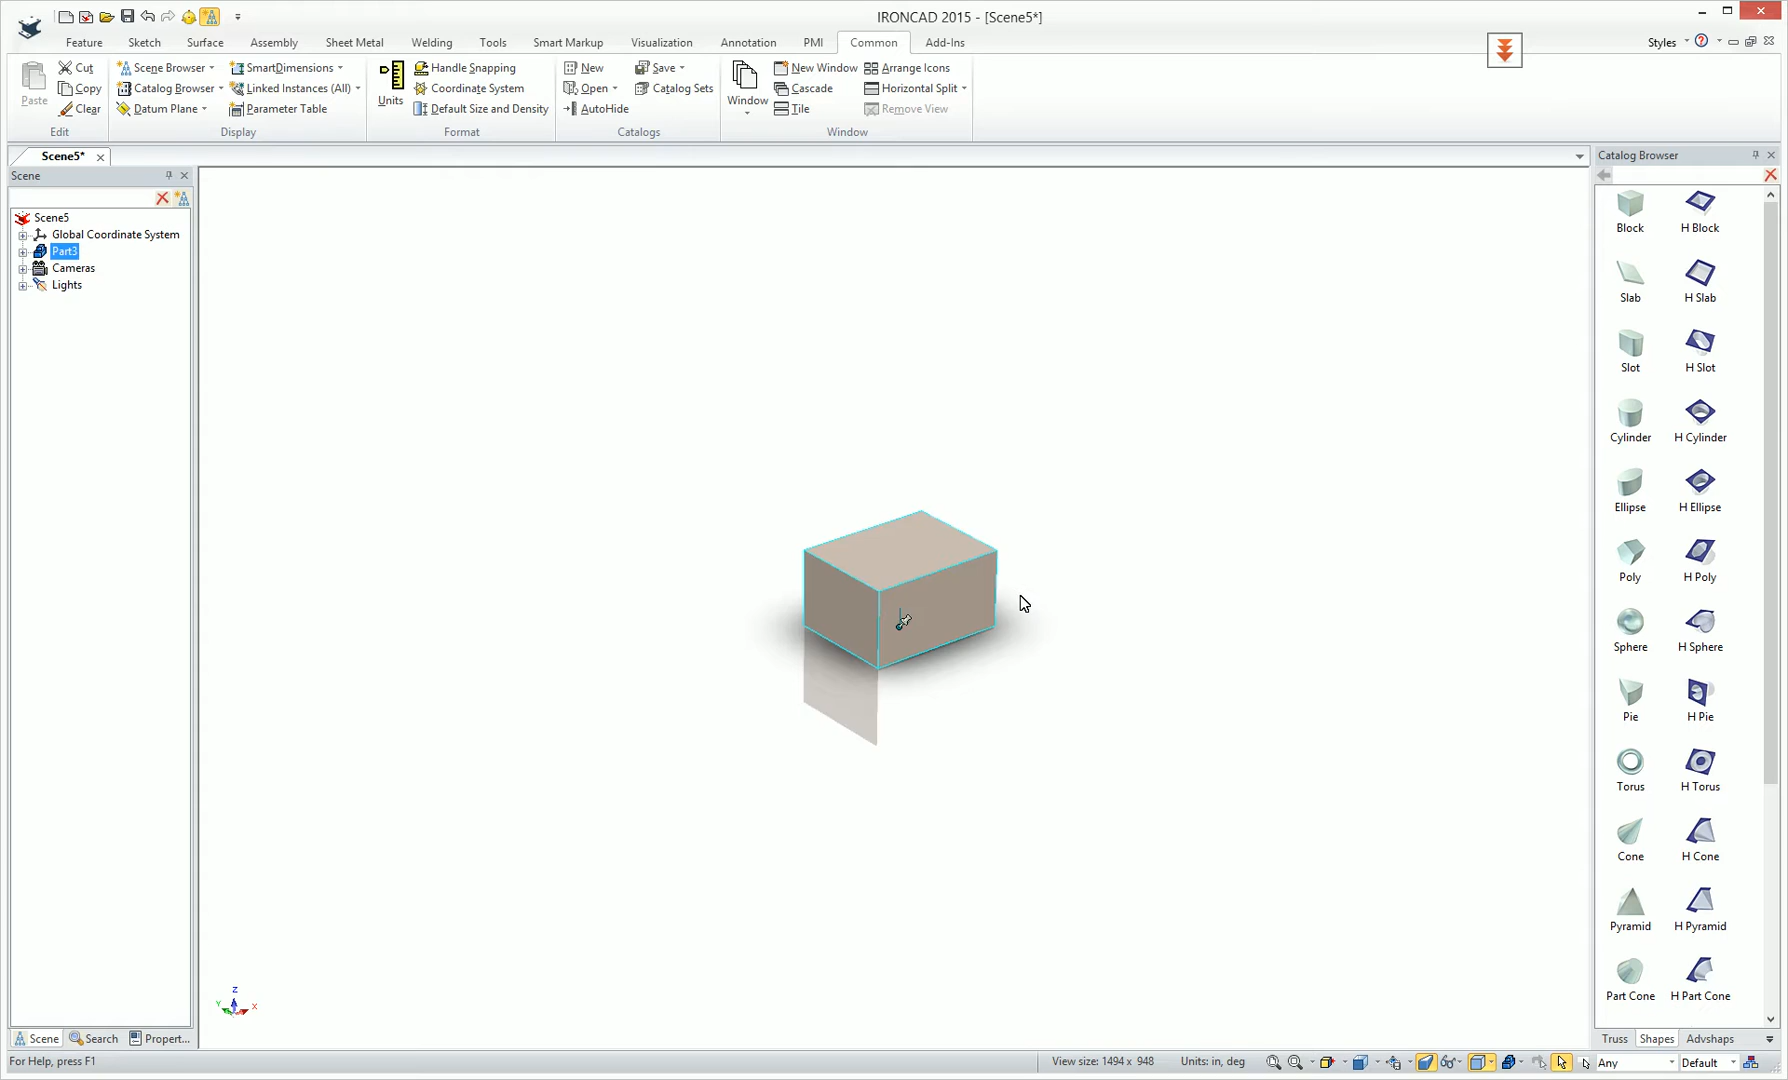 IRONCAD 2015 - [Scene5*]
Feature Sketch Surface Assembly Sheet Metal Welding Tools Smart Markup Visualization Annotation PMI Common Add-Ins Styles
Paste Cut Copy Clear
Edit
Scene Browser SmartDimensions
Catalog Browser Linked Instances (All)
Datum Plane Parameter Table
Display
Units Handle Snapping
Coordinate System
Default Size and Density
Format
New Save
Open Catalog Sets
AutoHide
Catalogs
Window New Window Arrange Icons
Cascade Horizontal Split
Tile Remove View
Window
Scene5*
Scene
Scene5
Global Coordinate System
Part3
Cameras
Lights
Z
Y X
Catalog Browser
Block H Block
Slab H Slab
Slot H Slot
Cylinder H Cylinder
Ellipse H Ellipse
Poly H Poly
Sphere H Sphere
Pie H Pie
Torus H Torus
Cone H Cone
Pyramid H Pyramid
Part Cone H Part Cone
Scene Search Propert...
Truss Shapes Advshaps
For Help, press F1 View size: 1494 x 948 Units: in, deg Any Default